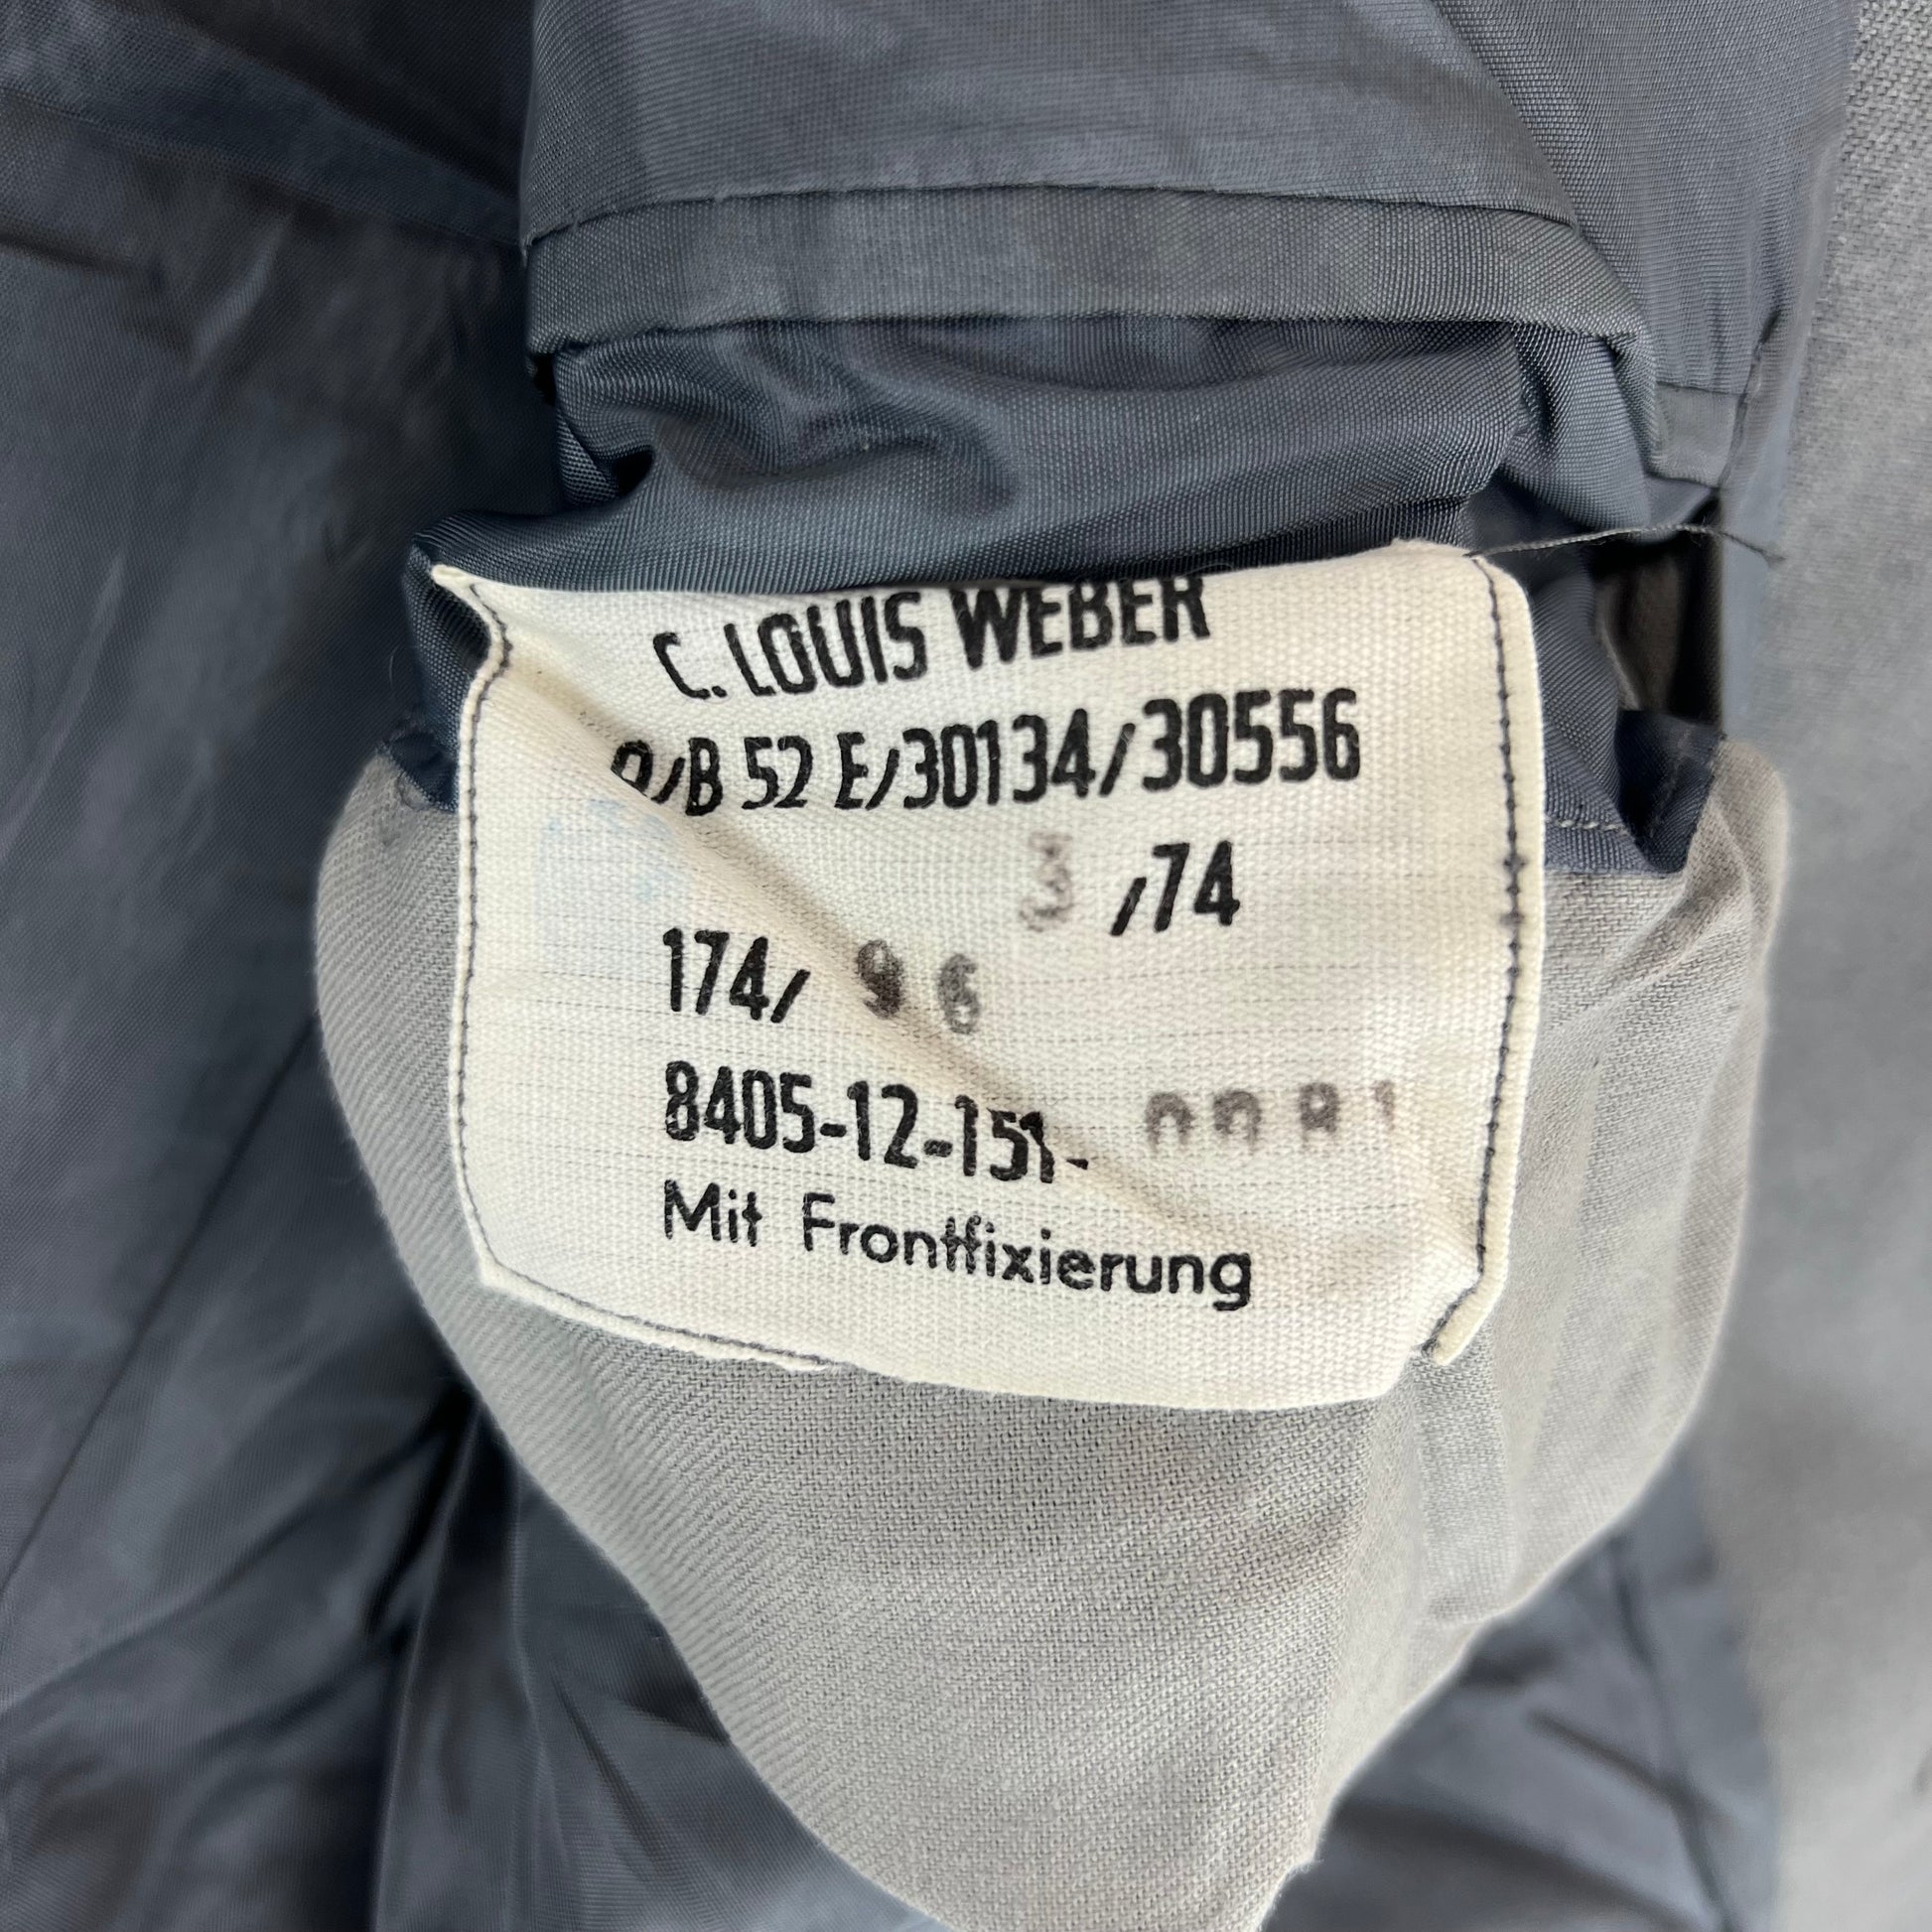 C. LOUIS WEBER
B 52 E/30134/30556
3 /74
174/ 96
8405-12-151-
Mit Frontfixierung